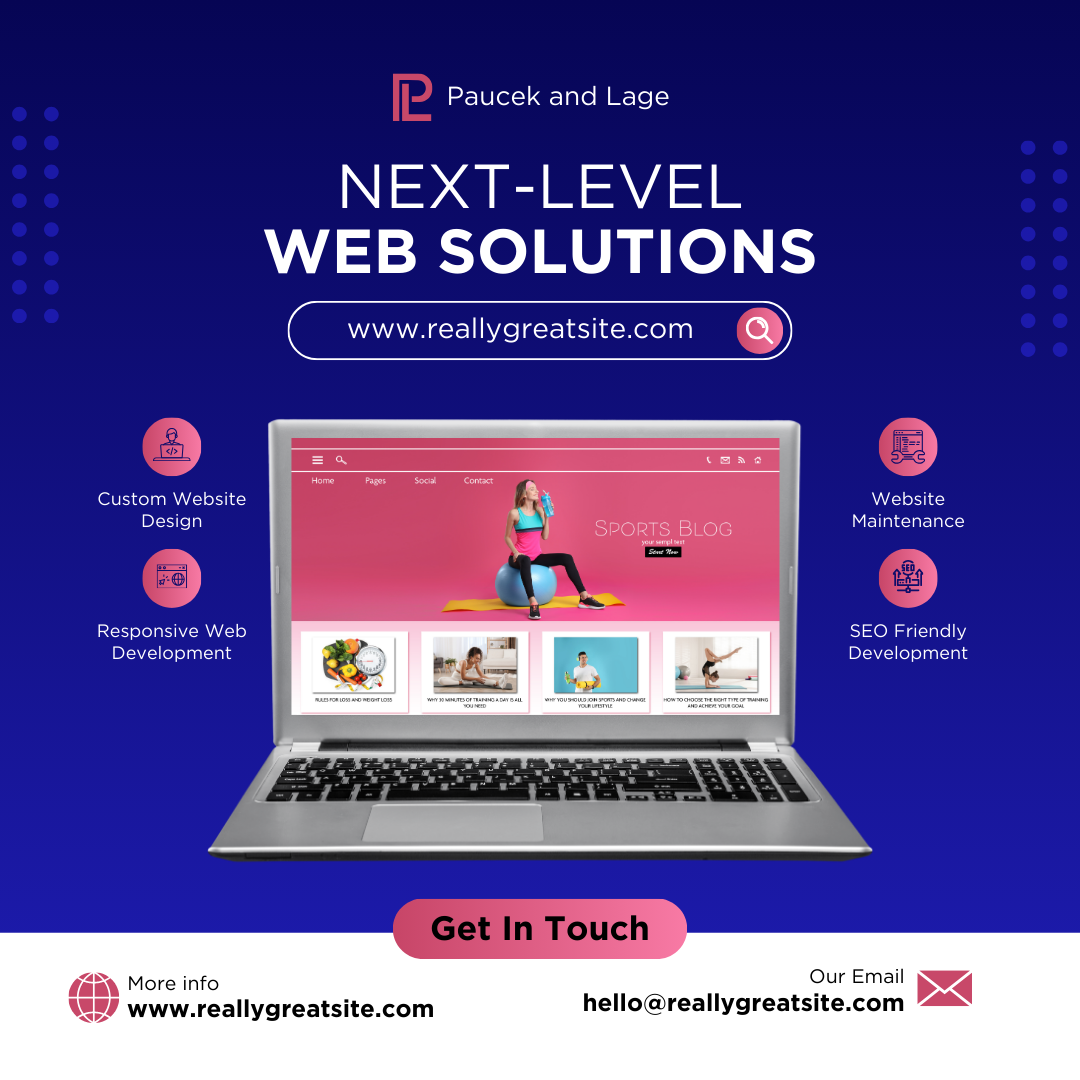 Paucek and Lage
NEXT-LEVEL
WEB SOLUTIONS
www.reallygreatsite.com
Custom Website
Design
Responsive Web
Development
Website
Maintenance
SEO
SEO Friendly
Development
Home Pages Social Contact
SPORTS BLOG
your sempl text
Start Now
RULES FOR LOSS AND WEIGHT LOSS
WHY 30 MINUTES OF TRAINING A DAY IS ALL
YOU NEED
WHY YOU SHOULD JOIN SPORTS AND CHANGE
YOUR LIFESTYLE
HOW TO CHOOSE THE RIGHT TYPE OF TRAINING
AND ACHIEVE YOUR GOAL
Get In Touch
More info
www.reallygreatsite.com
Our Email
hello@reallygreatsite.com